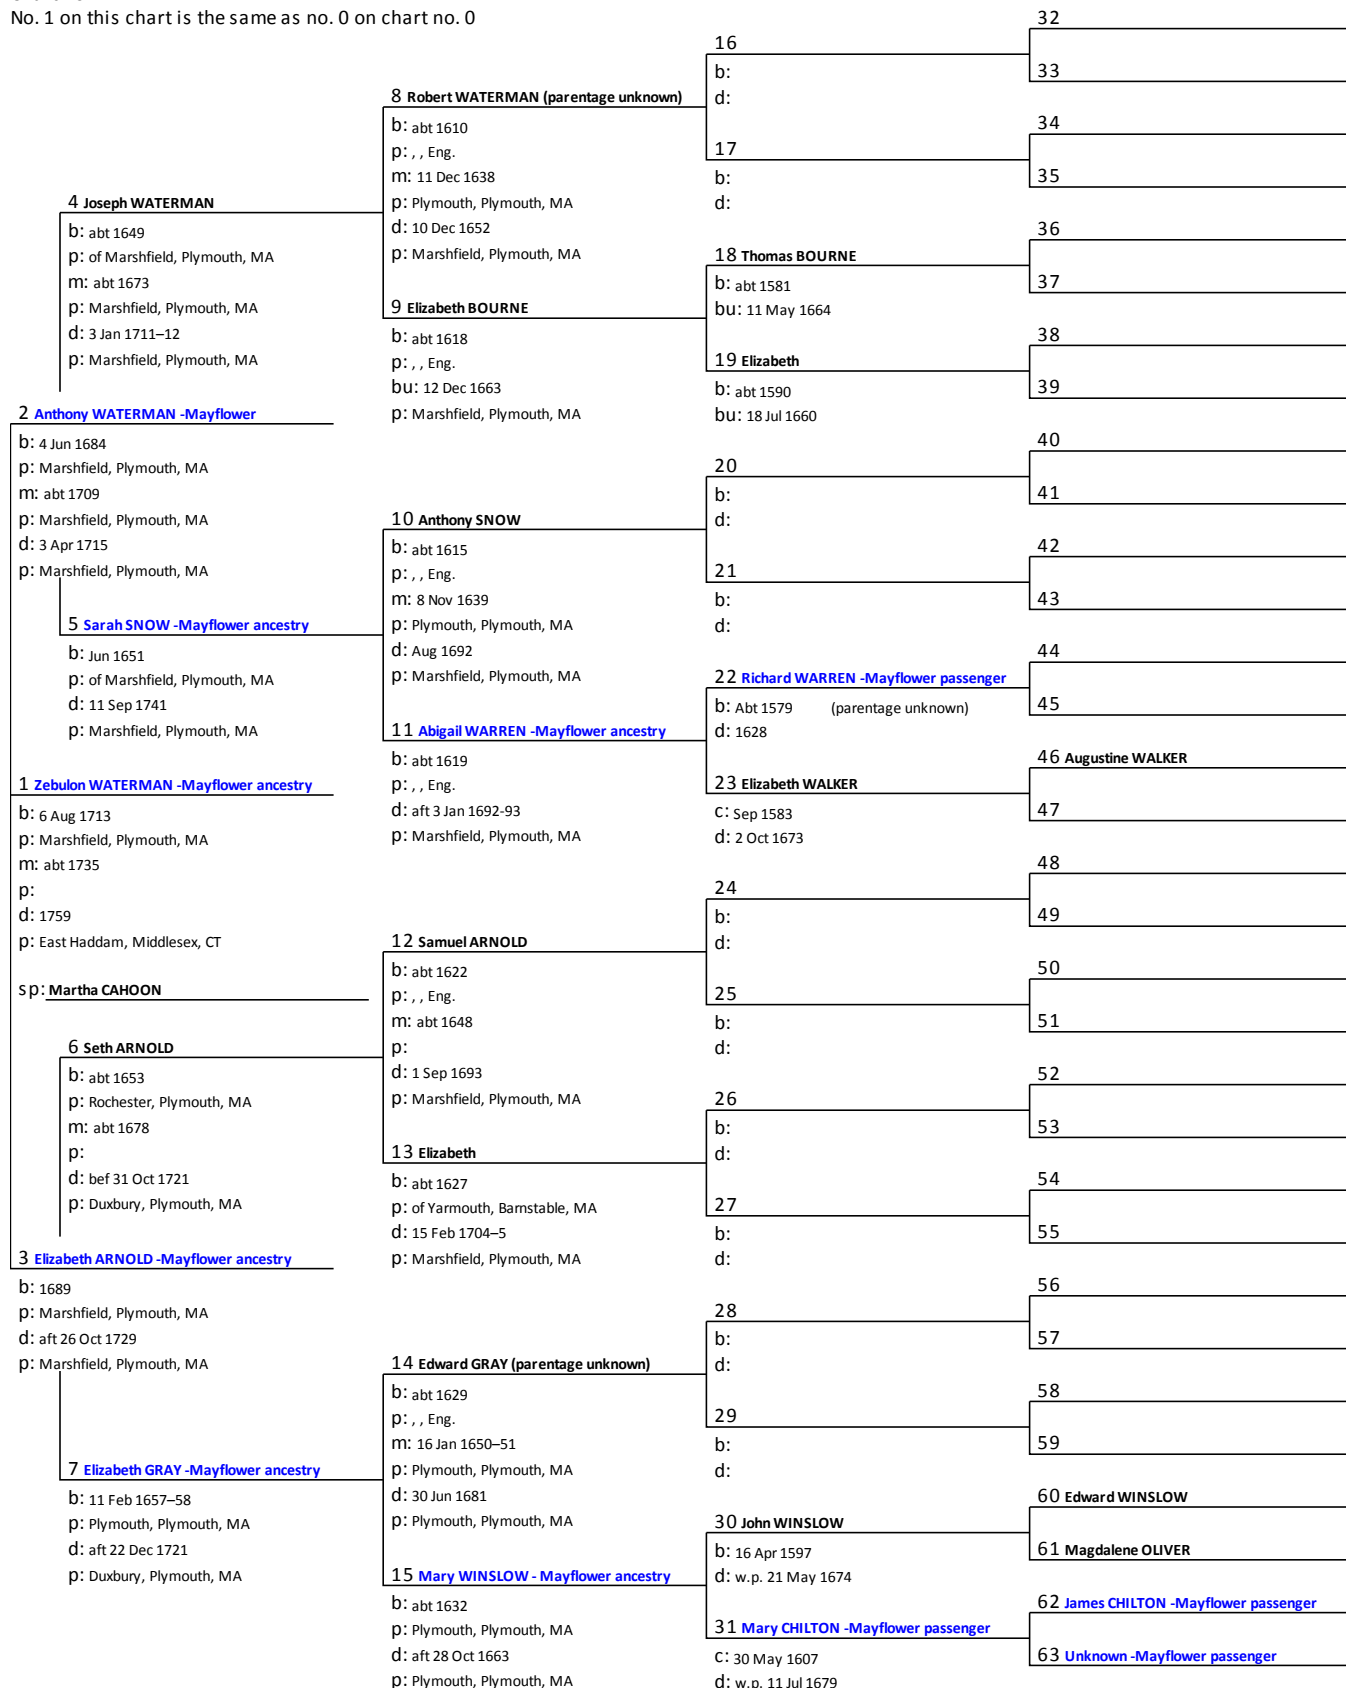 No. 1 on this chart is the same as no. 0 on chart no. 0
4 Joseph WATERMAN
b: abt 1649
p: of Marshfield, Plymouth, MA
m: abt 1673
p: Marshfield, Plymouth, MA
d: 3 Jan 1711–12
p: Marshfield, Plymouth, MA
2 Anthony WATERMAN -Mayflower
b: 4 Jun 1684
p: Marshfield, Plymouth, MA
m: abt 1709
p: Marshfield, Plymouth, MA
d: 3 Apr 1715
p: Marshfield, Plymouth, MA
5 Sarah SNOW -Mayflower ancestry
b: Jun 1651
p: of Marshfield, Plymouth, MA
d: 11 Sep 1741
p: Marshfield, Plymouth, MA
1 Zebulon WATERMAN -Mayflower ancestry
b: 6 Aug 1713
p: Marshfield, Plymouth, MA
m: abt 1735
p:
d: 1759
p: East Haddam, Middlesex, CT
sp: Martha CAHOON
6 Seth ARNOLD
b: abt 1653
p: Rochester, Plymouth, MA
m: abt 1678
p:
d: bef 31 Oct 1721
p: Duxbury, Plymouth, MA
3 Elizabeth ARNOLD -Mayflower ancestry
b: 1689
p: Marshfield, Plymouth, MA
d: aft 26 Oct 1729
p: Marshfield, Plymouth, MA
7 Elizabeth GRAY -Mayflower ancestry
b: 11 Feb 1657–58
p: Plymouth, Plymouth, MA
d: aft 22 Dec 1721
p: Duxbury, Plymouth, MA
8 Robert WATERMAN (parentage unknown)
b: abt 1610
p: , , Eng.
m: 11 Dec 1638
p: Plymouth, Plymouth, MA
d: 10 Dec 1652
p: Marshfield, Plymouth, MA
9 Elizabeth BOURNE
b: abt 1618
p: , , Eng.
bu: 12 Dec 1663
p: Marshfield, Plymouth, MA
10 Anthony SNOW
b: abt 1615
p: , , Eng.
m: 8 Nov 1639
p: Plymouth, Plymouth, MA
d: Aug 1692
p: Marshfield, Plymouth, MA
11 Abigail WARREN -Mayflower ancestry
b: abt 1619
p: , , Eng.
d: aft 3 Jan 1692-93
p: Marshfield, Plymouth, MA
12 Samuel ARNOLD
b: abt 1622
p: , , Eng.
m: abt 1648
p:
d: 1 Sep 1693
p: Marshfield, Plymouth, MA
13 Elizabeth
b: abt 1627
p: of Yarmouth, Barnstable, MA
d: 15 Feb 1704–5
p: Marshfield, Plymouth, MA
14 Edward GRAY (parentage unknown)
b: abt 1629
p: , , Eng.
m: 16 Jan 1650–51
p: Plymouth, Plymouth, MA
d: 30 Jun 1681
p: Plymouth, Plymouth, MA
15 Mary WINSLOW - Mayflower ancestry
b: abt 1632
p: Plymouth, Plymouth, MA
d: aft 28 Oct 1663
p: Plymouth, Plymouth, MA
16
b:
d:
17
b:
d:
18 Thomas BOURNE
b: abt 1581
bu: 11 May 1664
19 Elizabeth
b: abt 1590
bu: 18 Jul 1660
20
b:
d:
21
b:
d:
22 Richard WARREN -Mayflower passenger
b: Abt 1579 (parentage unknown)
d: 1628
23 Elizabeth WALKER
c: Sep 1583
d: 2 Oct 1673
24
b:
d:
25
b:
d:
26
b:
d:
27
b:
d:
28
b:
d:
29
b:
d:
30 John WINSLOW
b: 16 Apr 1597
d: w.p. 21 May 1674
31 Mary CHILTON -Mayflower passenger
c: 30 May 1607
d: w.p. 11 Jul 1679
32
33
34
35
36
37
38
39
40
41
42
43
44
45
46 Augustine WALKER
47
48
49
50
51
52
53
54
55
56
57
58
59
60 Edward WINSLOW
61 Magdalene OLIVER
62 James CHILTON -Mayflower passenger
63 Unknown -Mayflower passenger